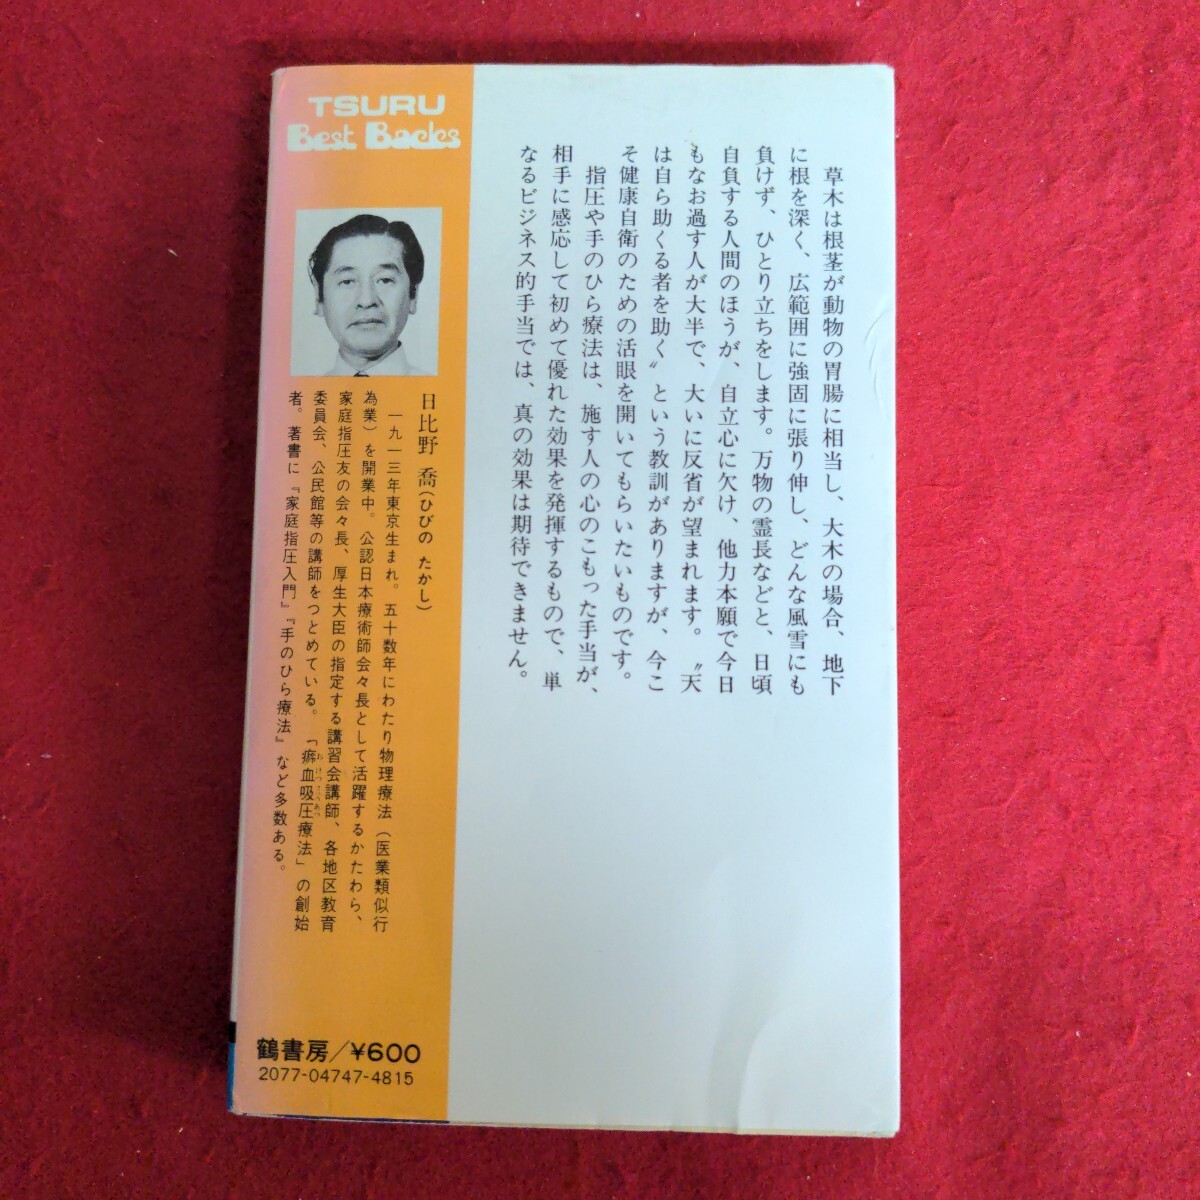 TSURU
Best Backs
草木は根茎が動物の胃腸に相当し、大木の場合、地下
に根を深く、広範囲に強固に張り伸し、どんな風雪にも
負けず、ひとり立ちをします。万物の霊長などと、日頃
自負する人間のほうが、自立心に欠け、他力本願で今日
もなお過す人が大半で、大いに反省が望まれます。〝天
は自ら助くる者を助く〟という教訓がありますが、今こ
そ健康自衛のための活眼を開いてもらいたいものです。
指圧や手のひら療法は、施す人の心のこもった手当が、
相手に感応して初めて優れた効果を発揮するもので、単
なるビジネス的手当では、真の効果は期待できません。
日比野 喬(ひびの たかし)
一九一三年東京生まれ。五十数年にわたり物理療法(医業類似行
為業)を開業中。公認日本療術師会々長として活躍するかたわら、
家庭指圧友の会々長、厚生大臣の指定する講習会講師、各地区教育
委員会、公民館等の講師をつとめている。「瘀血吸圧療法」の創始
者。著書に『家庭指圧入門』『手のひら療法』など多数ある。
鶴書房/¥600
2077-04747-4815